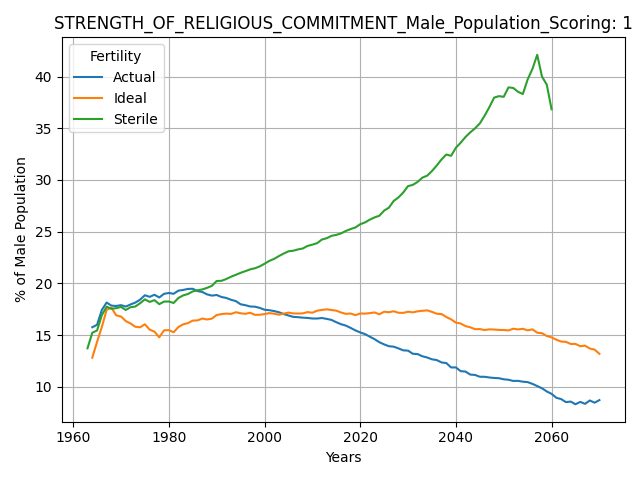 STRENGTH_OF_RELIGIOUS_COMMITMENT_Male_Population_Scoring: 1
Fertility
Actual
Ideal
Sterile
% of Male Population
40
35
30
25
20
15
10
1960
1980
2000
2020
2040
2060
Years